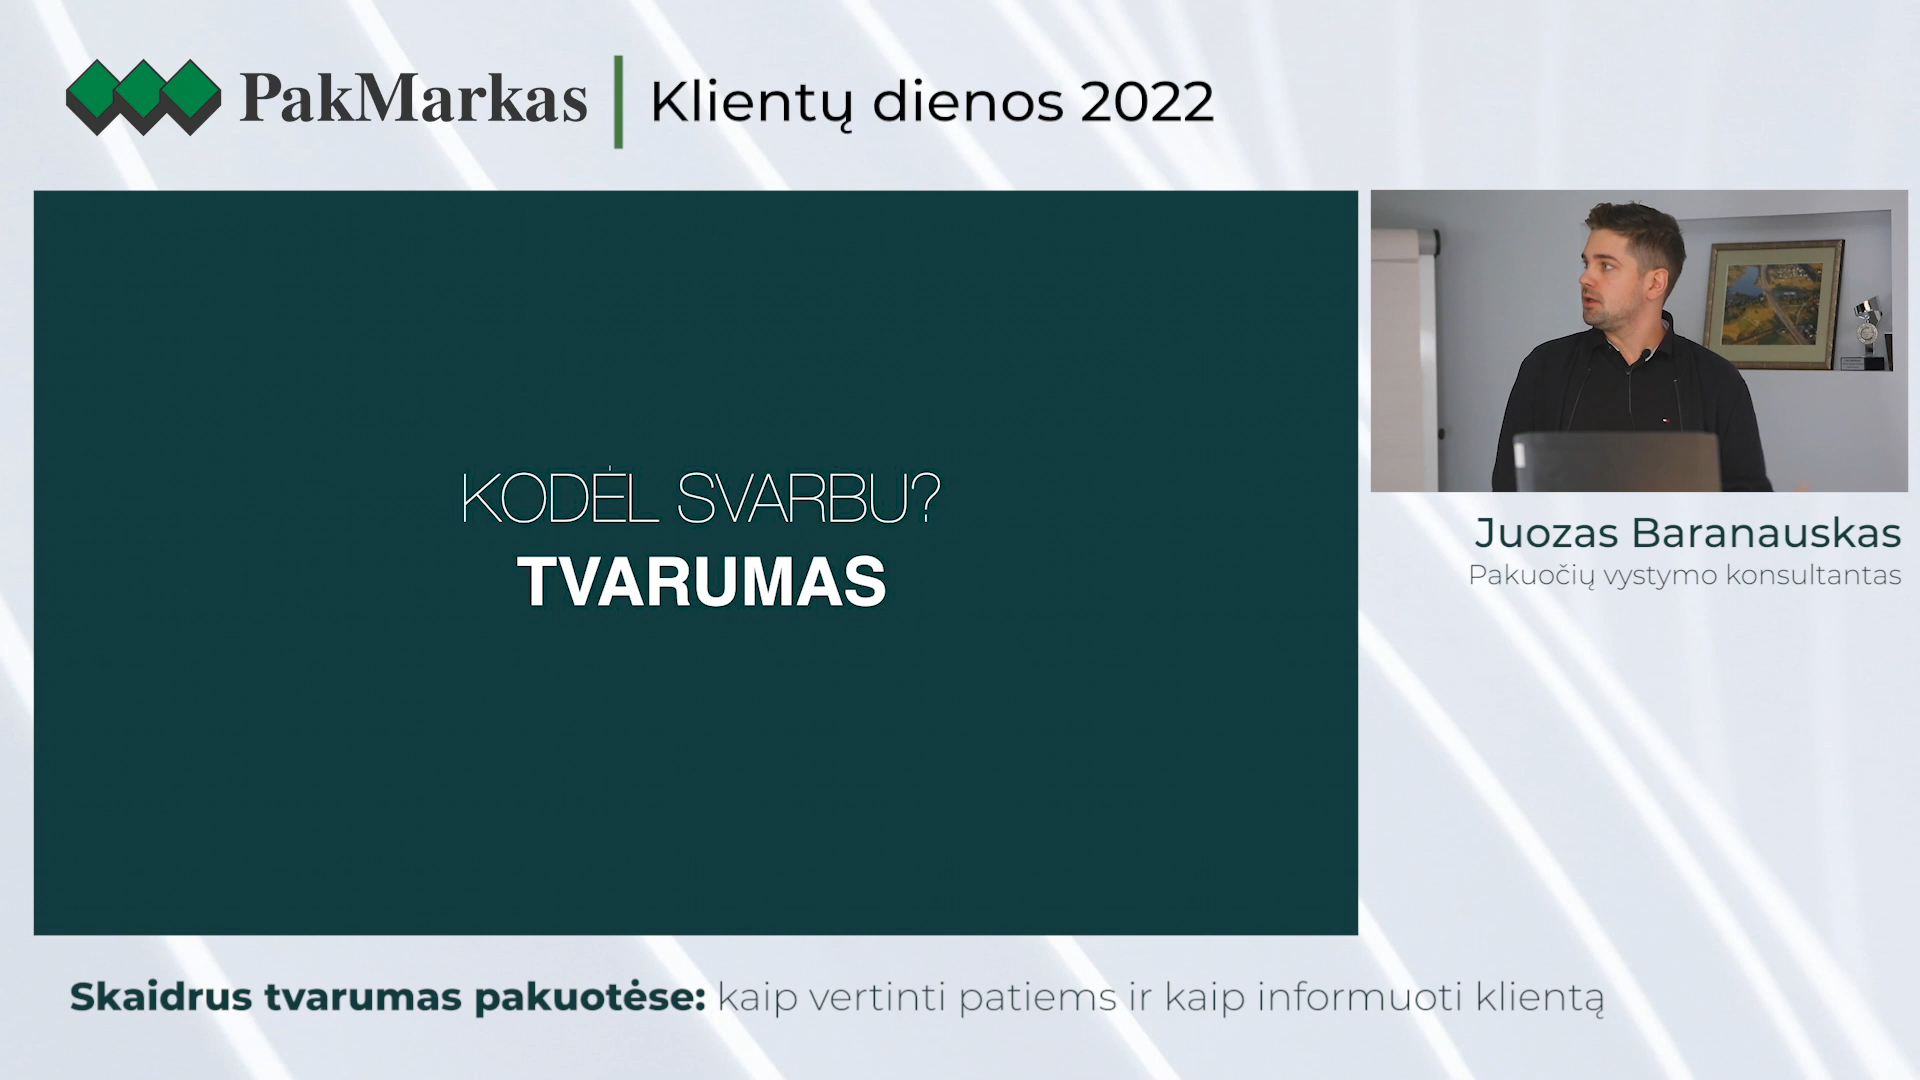 PakMarkas
Klientų dienos 2022
KODĖL SVARBU?
TVARUMAS
Juozas Baranauskas
Pakuočių vystymo konsultantas
Skaidrus tvarumas pakuotėse: kaip vertinti patiems ir kaip informuoti klientą